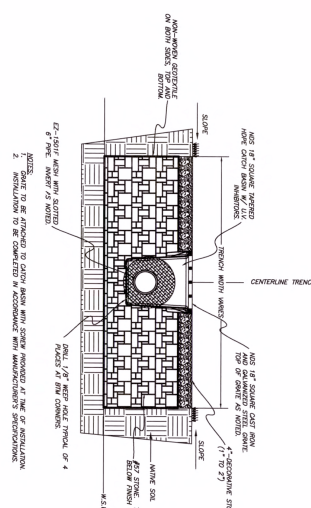 NON-WOVEN GEOTEXTILE
ON BOTH SIDES, TOP AND
BOTTOM.
SLOPE
NDS 18" SQUARE TAPERED
HDPE CATCH BASIN W/ U.V.
INHIBITORS.
TRENCH WIDTH VARIES
CENTERLINE TRENC
NDS 18" SQUARE CAST IRON
AND GALVANIZED STEEL GRATE.
TOP OF GRATE AS NOTED.
4"-DECORATIVE STO
(1" TO 2")
SLOPE
NATIVE SOIL
#57 STONE,
BELOW FINISH
W.S.
DRILL 1/8" WEEP HOLE TYPICAL OF 4
PLACES AT BTM CORNERS.
EZ-1501F MESH WITH SLOTTED
6" PIPE. INVERT AS NOTED.
NOTES:
1. GRATE TO BE ATTACHED TO CATCH BASIN WITH SCREW PROVIDED AT TIME OF INSTALLATION.
2. INSTALLATION TO BE COMPLETED IN ACCORDANCE WITH MANUFACTURER'S SPECIFICATIONS.